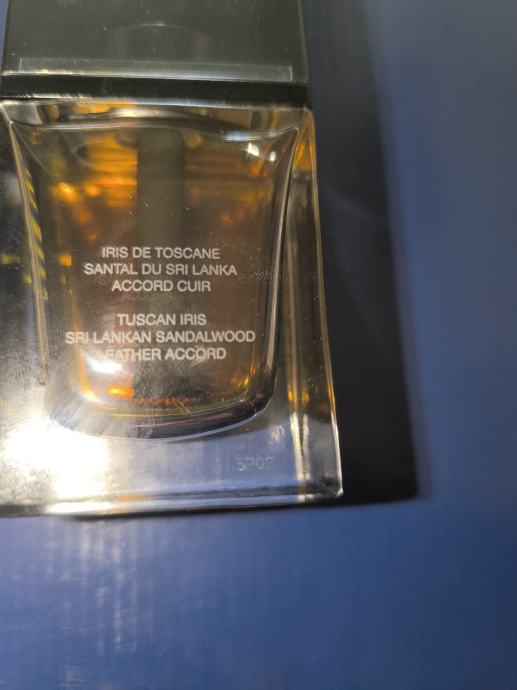 IRIS DE TOSCANE
SANTAL DU SRI LANKA
ACCORD CUIR
TUSCAN IRIS
SRI LANKAN SANDALWOOD
LEATHER ACCORD